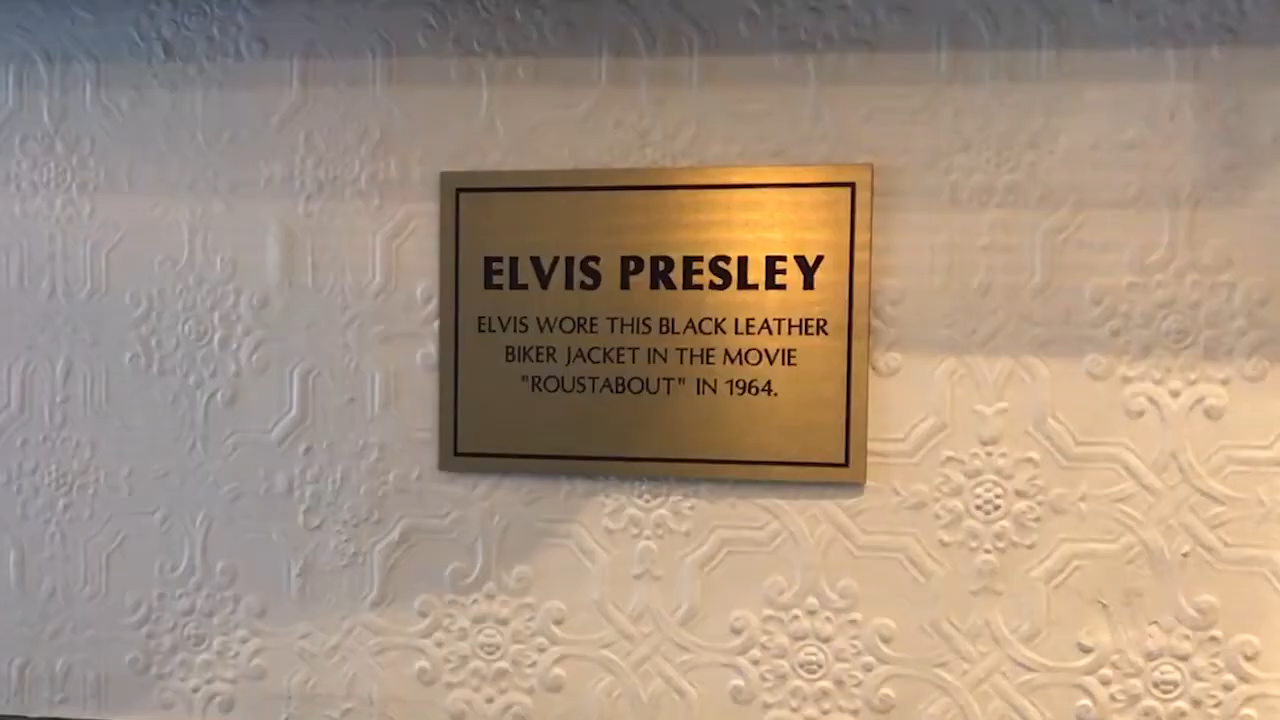 ELVIS PRESLEY
ELVIS WORE THIS BLACK LEATHER
BIKER JACKET IN THE MOVIE
"ROUSTABOUT" IN 1964.